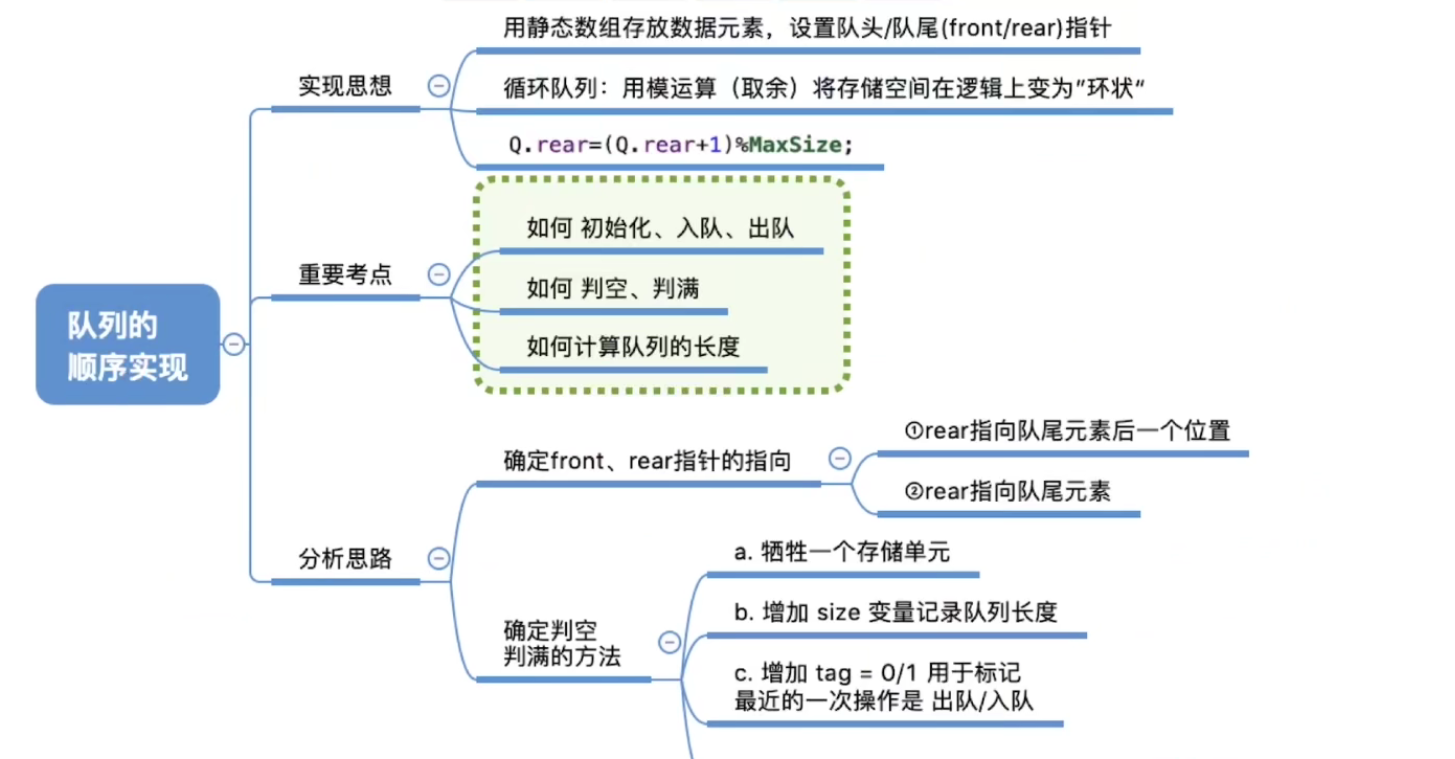 用静态数组存放数据元素，设置队头/队尾(front/rear)指针
实现思想
循环队列：用模运算（取余）将存储空间在逻辑上变为”环状“
Q.rear=(Q.rear+1)%MaxSize;
如何 初始化、入队、出队
重要考点
如何 判空、判满
如何计算队列的长度
队列的
顺序实现
①rear指向队尾元素后一个位置
确定front、rear指针的指向
②rear指向队尾元素
分析思路
a. 牺牲一个存储单元
b. 增加 size 变量记录队列长度
确定判空
判满的方法
c. 增加 tag = 0/1 用于标记
最近的一次操作是 出队/入队